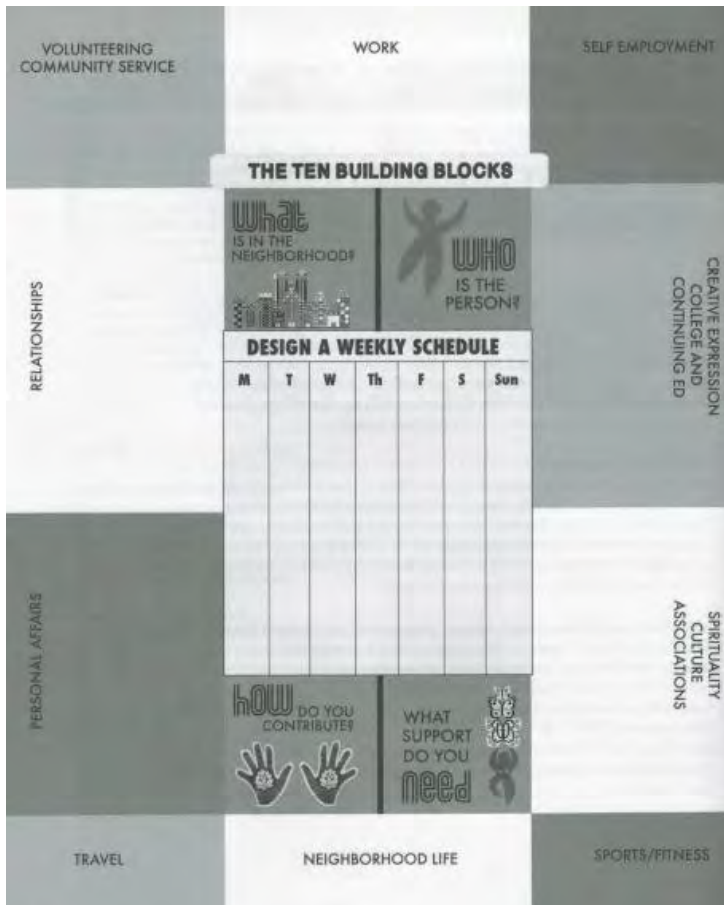 VOLUNTEERING
COMMUNITY SERVICE
WORK
SELF EMPLOYMENT
THE TEN BUILDING BLOCKS
What
IS IN THE
NEIGHBORHOOD?
WHO
IS THE
PERSON?
RELATIONSHIPS
CREATIVE EXPRESSION
COLLEGE AND
CONTINUING ED
DESIGN A WEEKLY SCHEDULE
M T W Th F S Sun
PERSONAL AFFAIRS
SPIRITUALITY
CULTURE
ASSOCIATIONS
how DO YOU
CONTRIBUTE?
WHAT
SUPPORT
DO YOU
need
TRAVEL
NEIGHBORHOOD LIFE
SPORTS/FITNESS